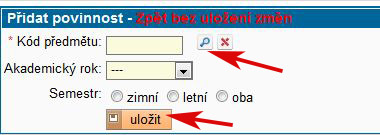 Přidat povinnost - Zpět bez uložení změn
* Kód předmětu:
Akademický rok: ---
Semestr: zimní letní oba
uložit